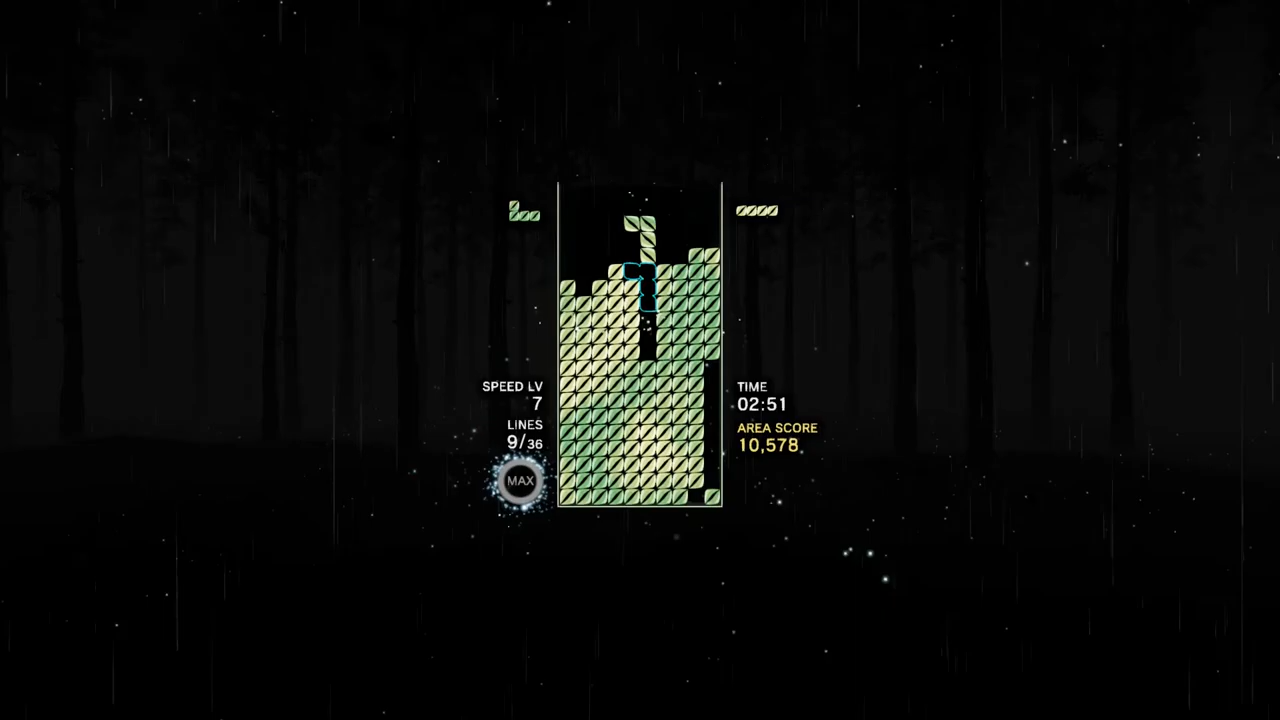 SPEED LV
7
LINES
9/36
MAX
TIME
02:51
AREA SCORE
10,578